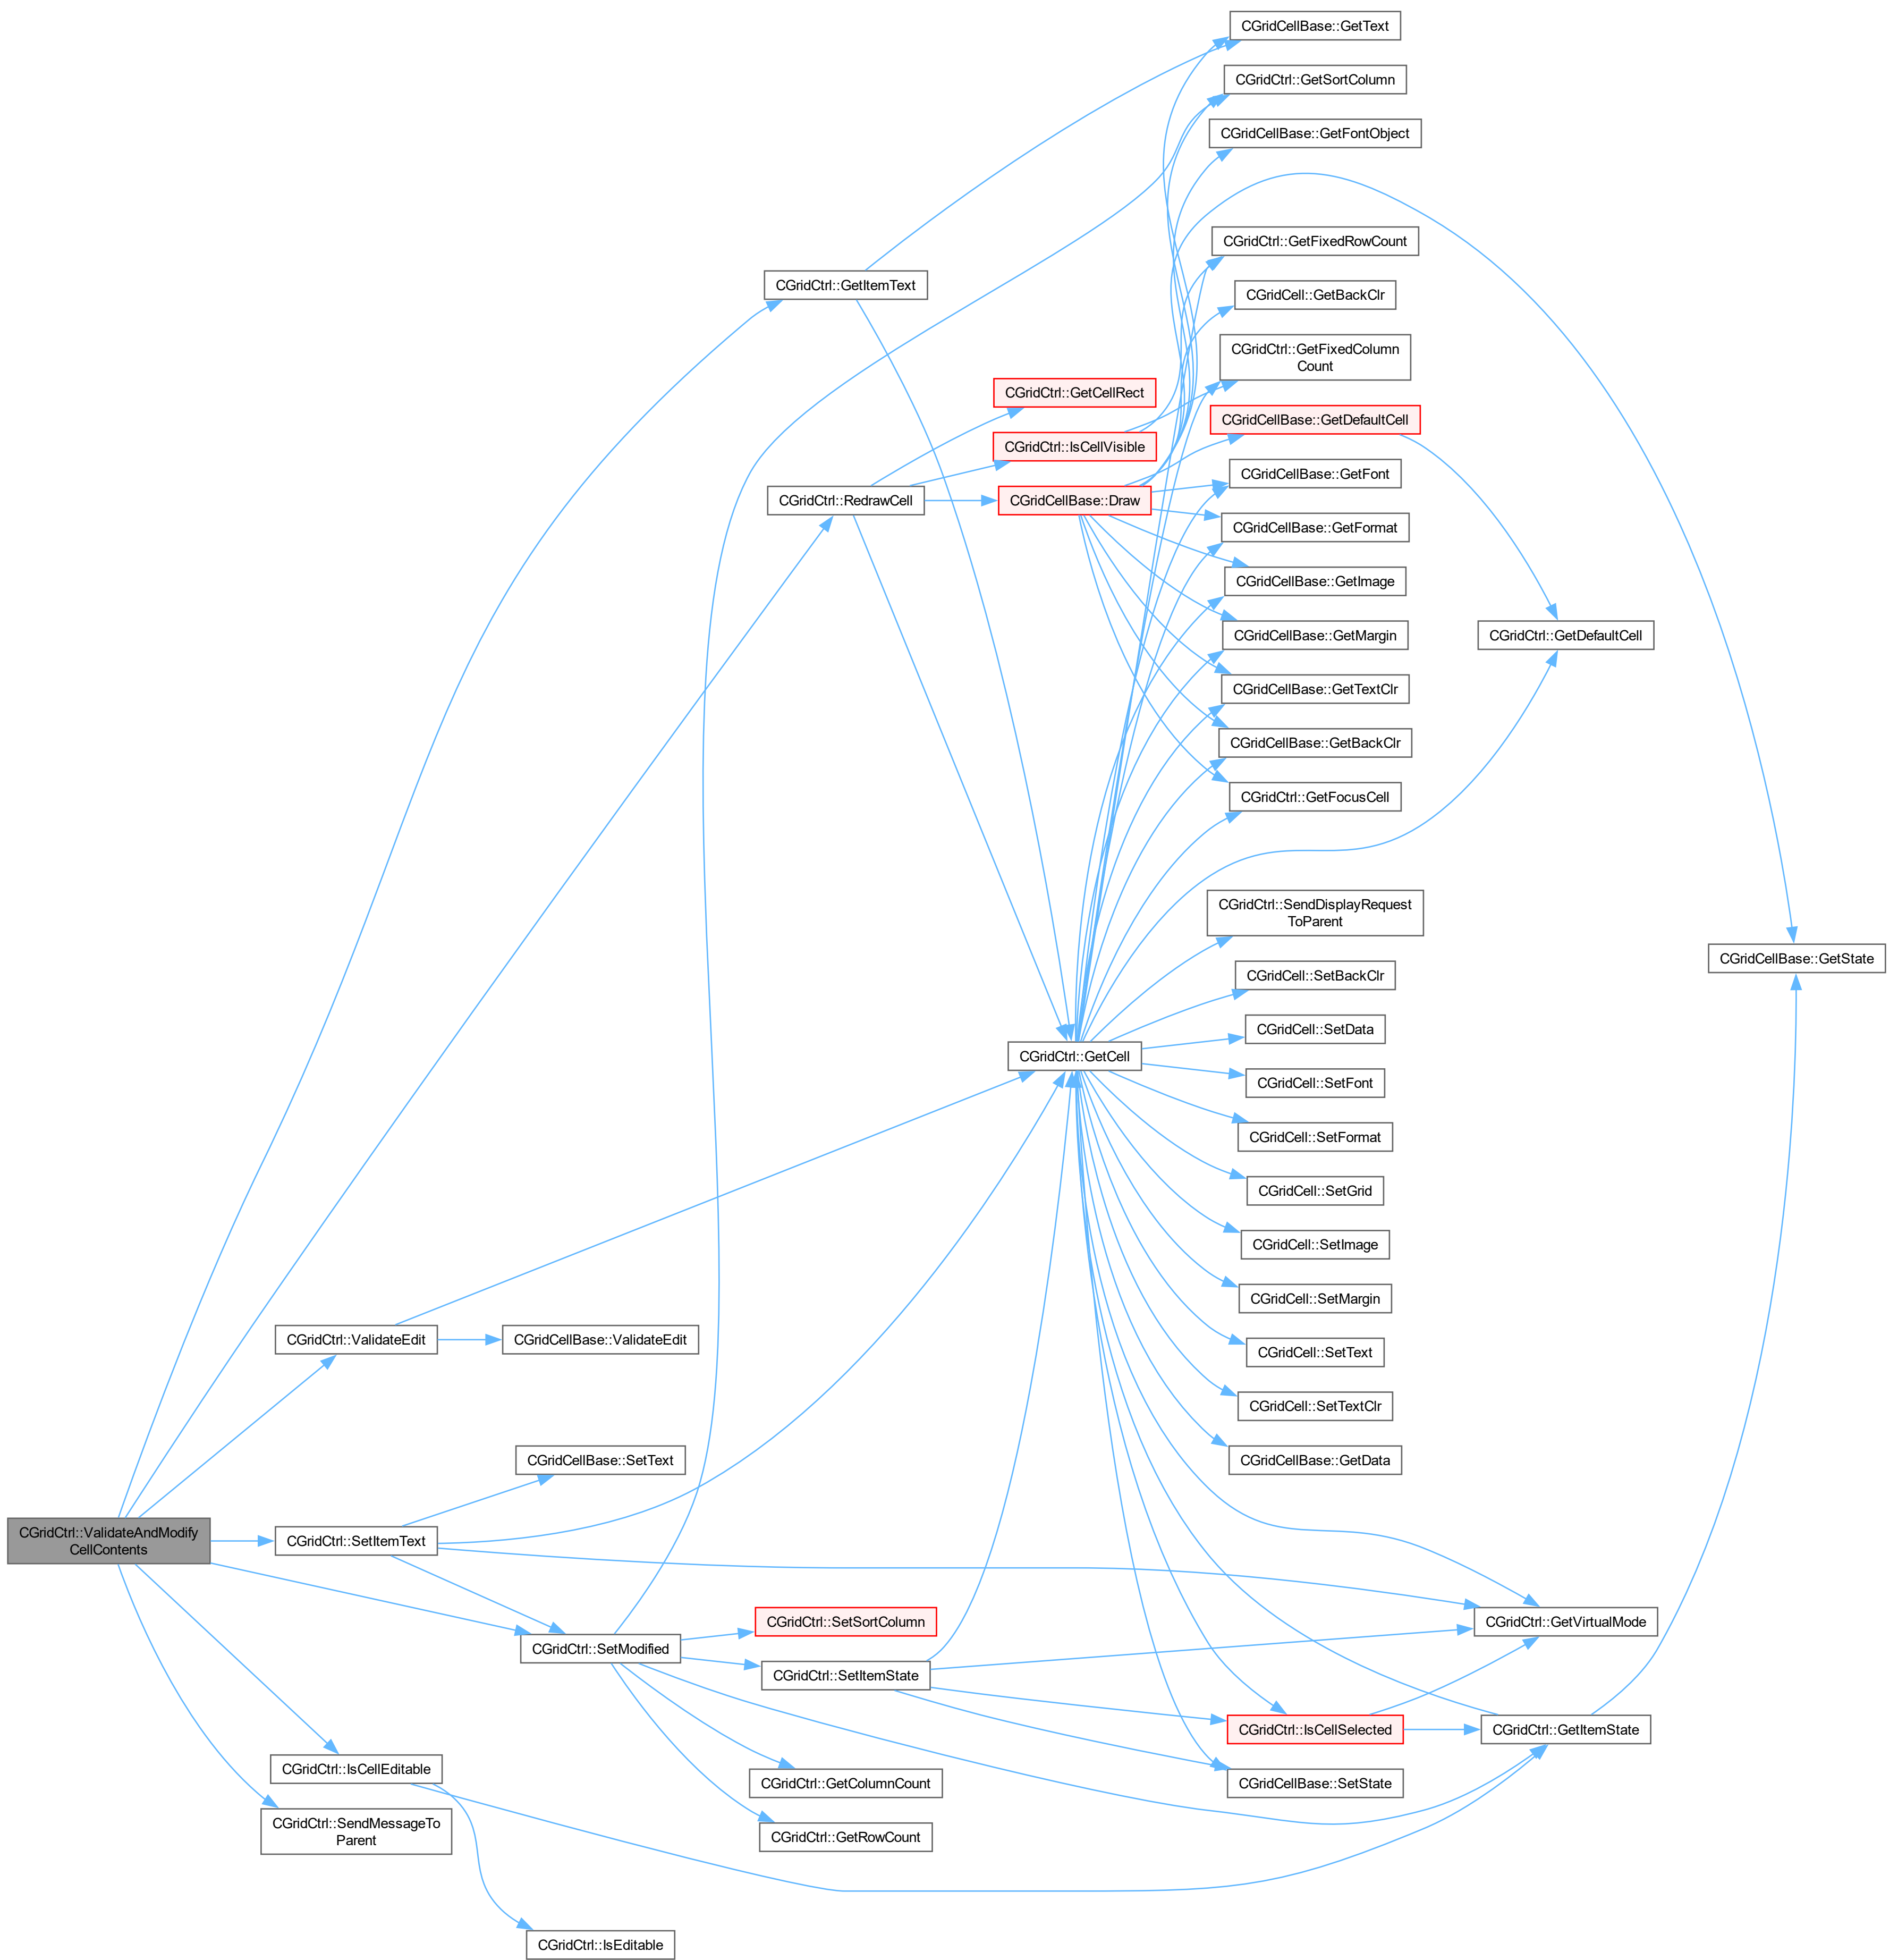 CGridCellBase::GetText
CGridCtrl::GetSortColumn
CGridCellBase::GetFontObject
CGridCtrl::GetFixedRowCount
CGridCtrl::GetItemText
CGridCell::GetBackClr
CGridCtrl::GetFixedColumn
Count
CGridCtrl::GetCellRect
CGridCellBase::GetDefaultCell
CGridCtrl::IsCellVisible
CGridCellBase::GetFont
CGridCtrl::RedrawCell
CGridCellBase::Draw
CGridCellBase::GetFormat
CGridCellBase::GetImage
CGridCellBase::GetMargin
CGridCtrl::GetDefaultCell
CGridCellBase::GetTextClr
CGridCellBase::GetBackClr
CGridCtrl::GetFocusCell
CGridCtrl::SendDisplayRequest
ToParent
CGridCellBase::GetState
CGridCell::SetBackClr
CGridCell::SetData
CGridCtrl::GetCell
CGridCell::SetFont
CGridCell::SetFormat
CGridCell::SetGrid
CGridCell::SetImage
CGridCell::SetMargin
CGridCtrl::ValidateEdit
CGridCellBase::ValidateEdit
CGridCell::SetText
CGridCell::SetTextClr
CGridCellBase::SetText
CGridCellBase::GetData
CGridCtrl::ValidateAndModify
CellContents
CGridCtrl::SetItemText
CGridCtrl::SetSortColumn
CGridCtrl::GetVirtualMode
CGridCtrl::SetModified
CGridCtrl::SetItemState
CGridCtrl::IsCellSelected
CGridCtrl::GetItemState
CGridCtrl::IsCellEditable
CGridCtrl::GetColumnCount
CGridCellBase::SetState
CGridCtrl::SendMessageTo
Parent
CGridCtrl::GetRowCount
CGridCtrl::IsEditable